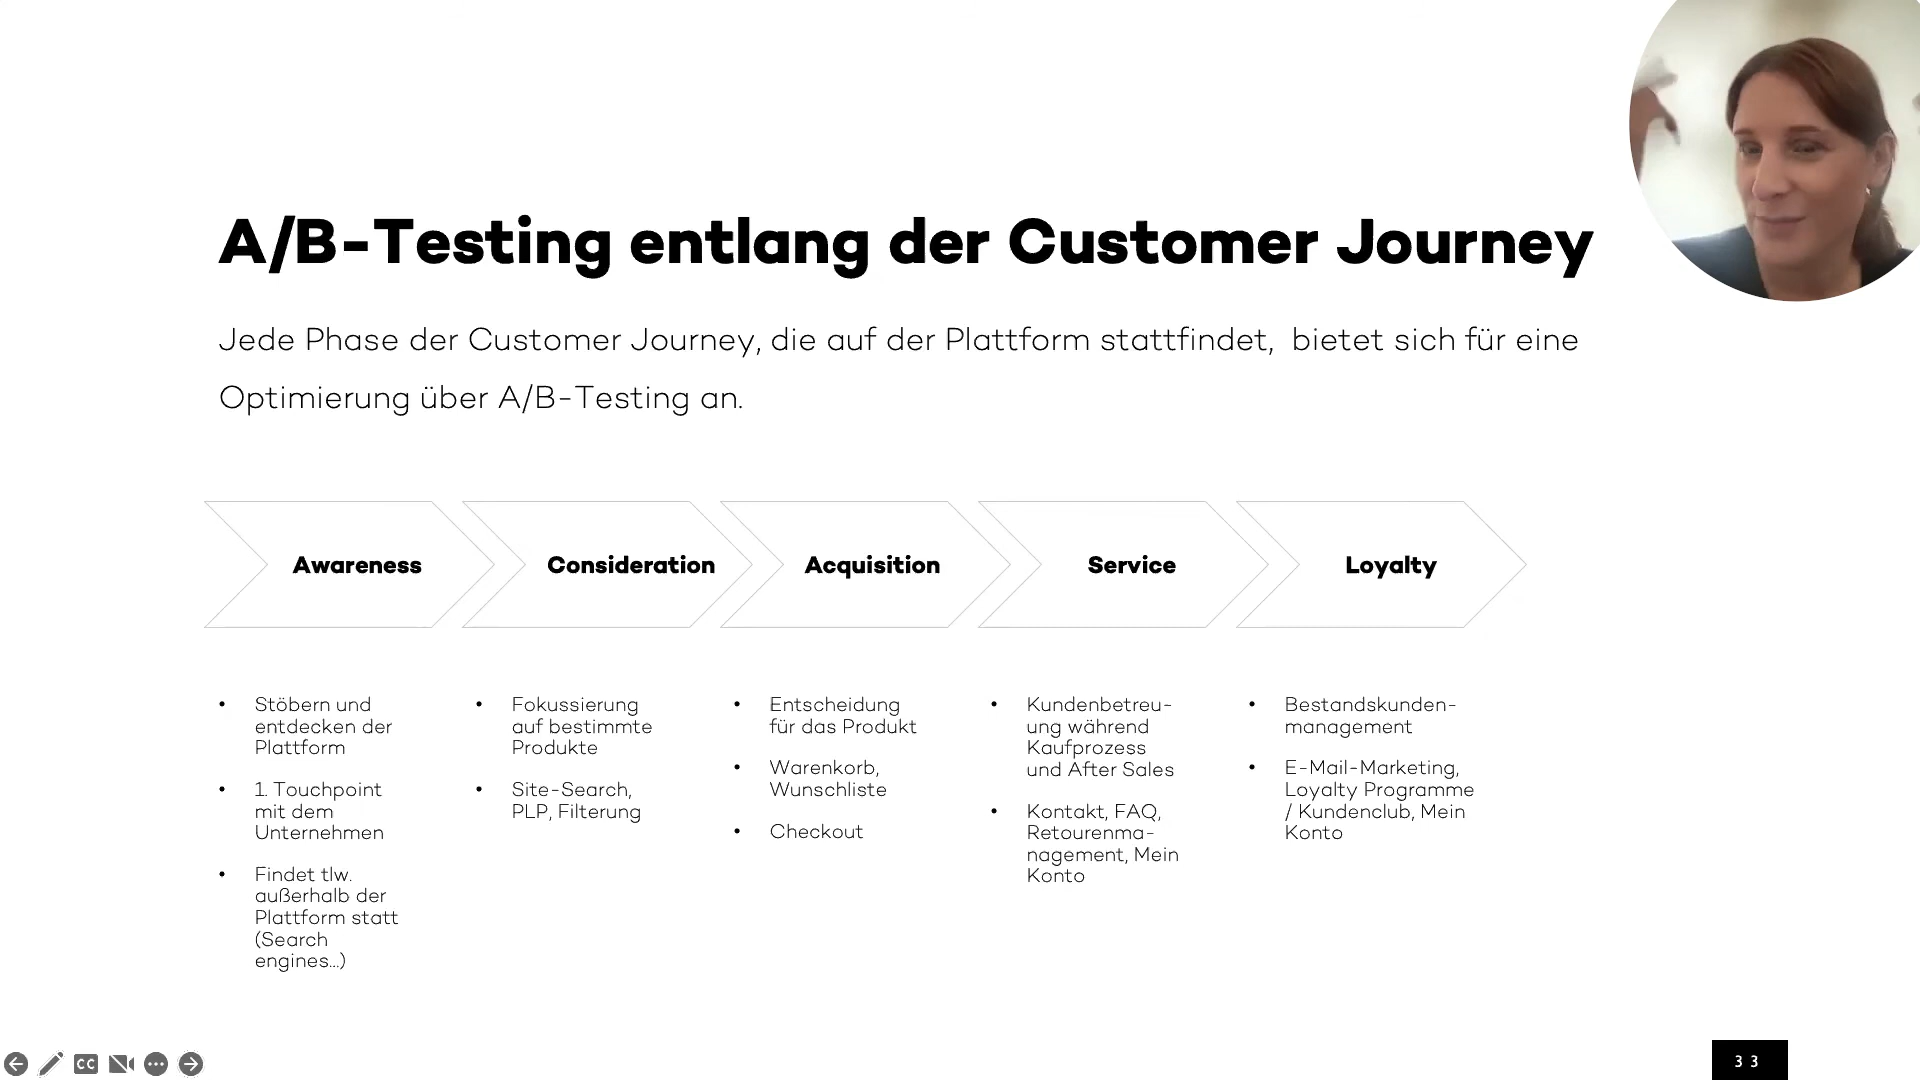 A/B-Testing entlang der Customer Journey
Jede Phase der Customer Journey, die auf der Plattform stattfindet, bietet sich für eine
Optimierung über A/B-Testing an.
Awareness
Consideration
Acquisition
Service
Loyalty
• Stöbern und
entdecken der
Plattform
• 1. Touchpoint
mit dem
Unternehmen
• Findet tlw.
außerhalb der
Plattform statt
(Search
engines...)
• Fokussierung
auf bestimmte
Produkte
• Site-Search,
PLP, Filterung
• Entscheidung
für das Produkt
• Warenkorb,
Wunschliste
• Checkout
• Kundenbetreu-
ung während
Kaufprozess
und After Sales
• Kontakt, FAQ,
Retourenma-
nagement, Mein
Konto
• Bestandskunden-
management
• E-Mail-Marketing,
Loyalty Programme
/ Kundenclub, Mein
Konto
CC
33